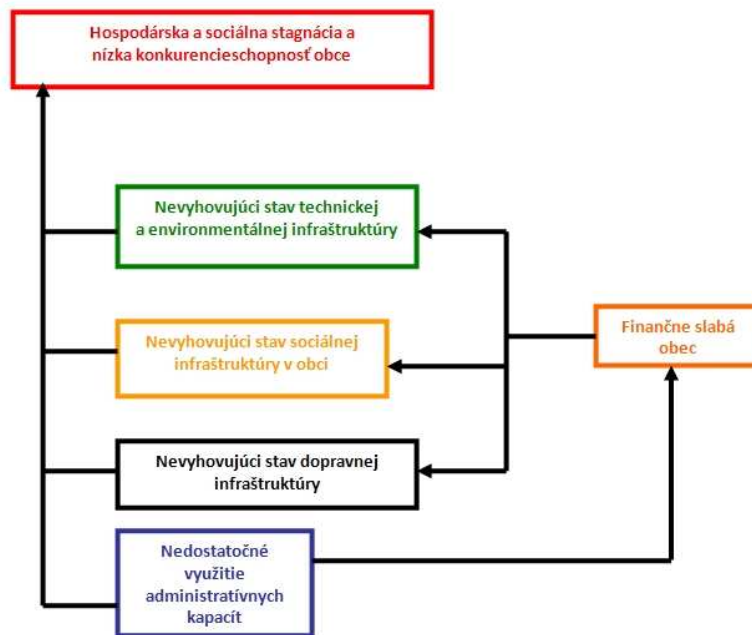 Hospodárska a sociálna stagnácia a
nízka konkurencieschopnosť obce
Nevyhovujúci stav technickej
a environmentálnej infraštruktúry
Nevyhovujúci stav sociálnej
infraštruktúry v obci
Finančne slabá
obec
Nevyhovujúci stav dopravnej
infraštruktúry
Nedostatočné
využitie
administratívnych
kapacít